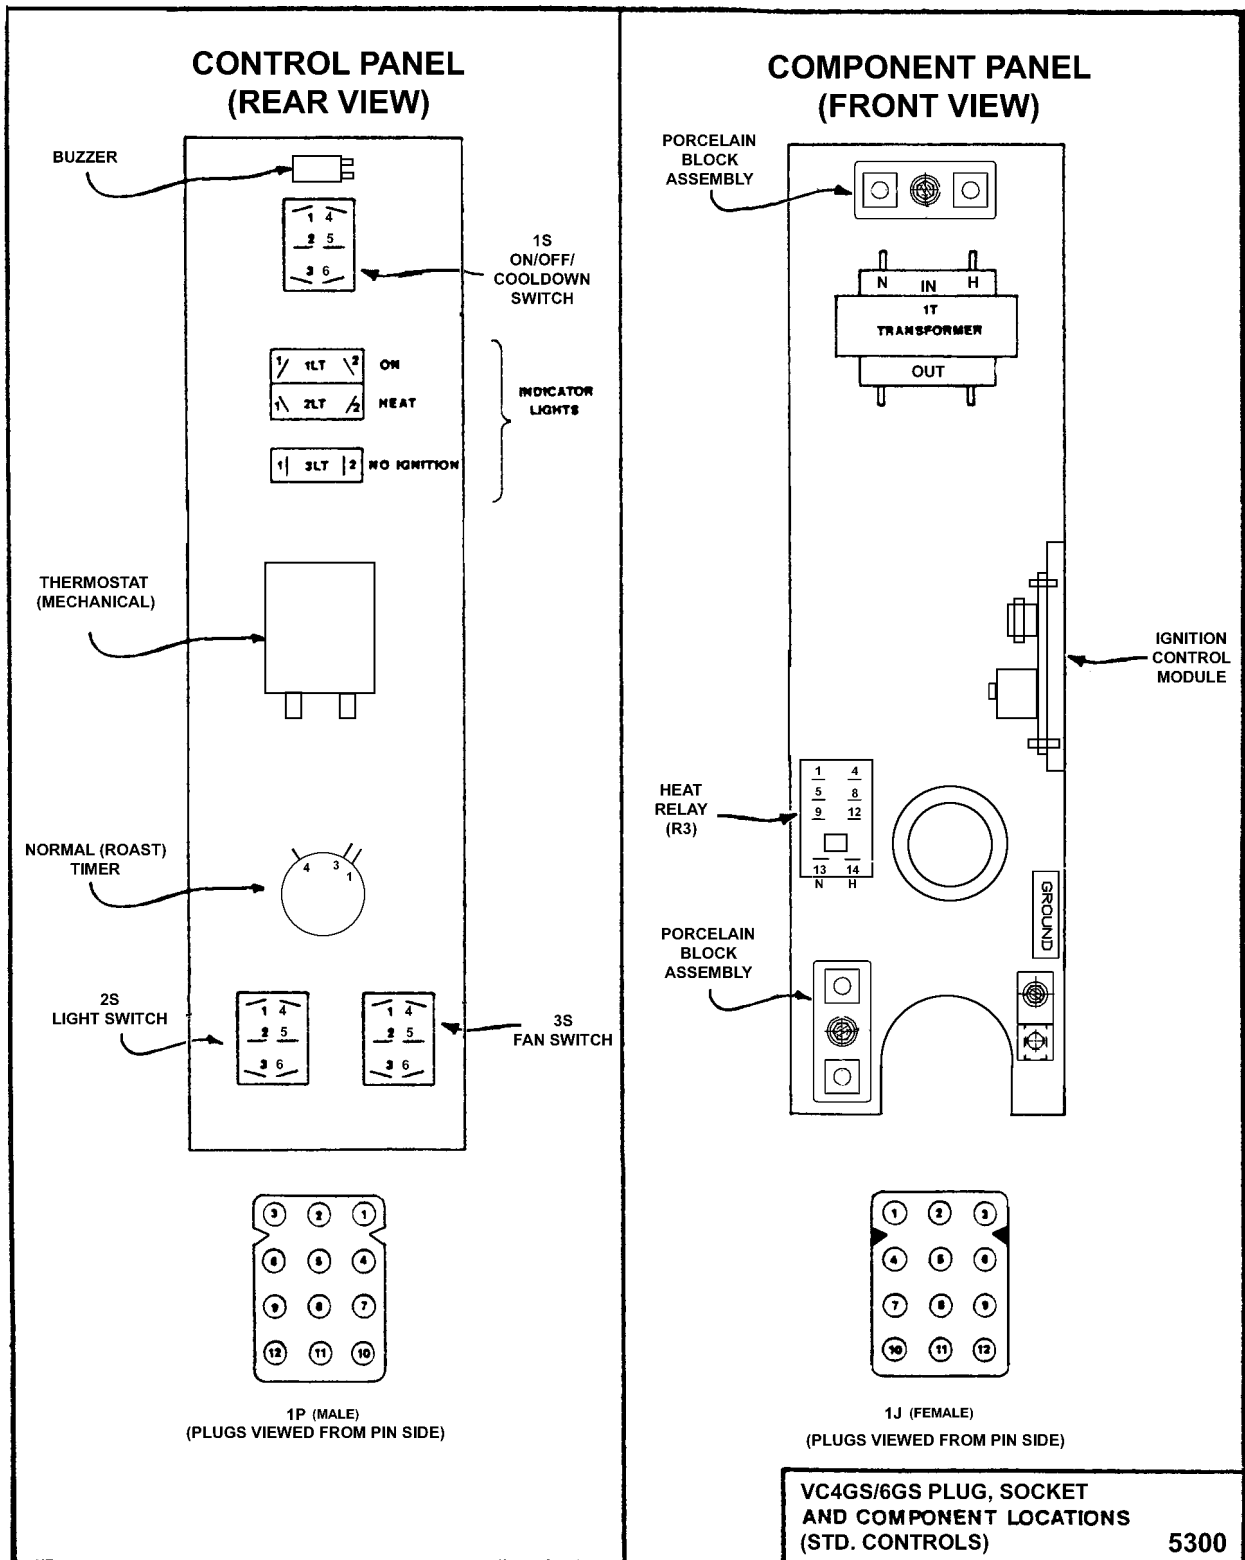 CONTROL PANEL
(REAR VIEW)
BUZZER
1 4
2 5
3 6
1S
ON/OFF/
COOLDOWN
SWITCH
1 1LT 2 ON
1 2LT 2 HEAT
1 3LT 2 NO IGNITION
INDICATOR
LIGHTS
THERMOSTAT
(MECHANICAL)
NORMAL (ROAST)
TIMER
4 3
1
2S
LIGHT SWITCH
1 4
2 5
3 6
1 4
2 5
3 6
3S
FAN SWITCH
3 2 1
6 5 4
9 8 7
12 11 10
1P (MALE)
(PLUGS VIEWED FROM PIN SIDE)
COMPONENT PANEL
(FRONT VIEW)
PORCELAIN
BLOCK
ASSEMBLY
N IN H
1T
TRANSFORMER
OUT
IGNITION
CONTROL
MODULE
HEAT
RELAY
(R3)
1 4
5 8
9 12
13 14
N H
GROUND
PORCELAIN
BLOCK
ASSEMBLY
1 2 3
4 5 6
7 8 9
10 11 12
1J (FEMALE)
(PLUGS VIEWED FROM PIN SIDE)
VC4GS/6GS PLUG, SOCKET
AND COMPONENT LOCATIONS
(STD. CONTROLS) 5300